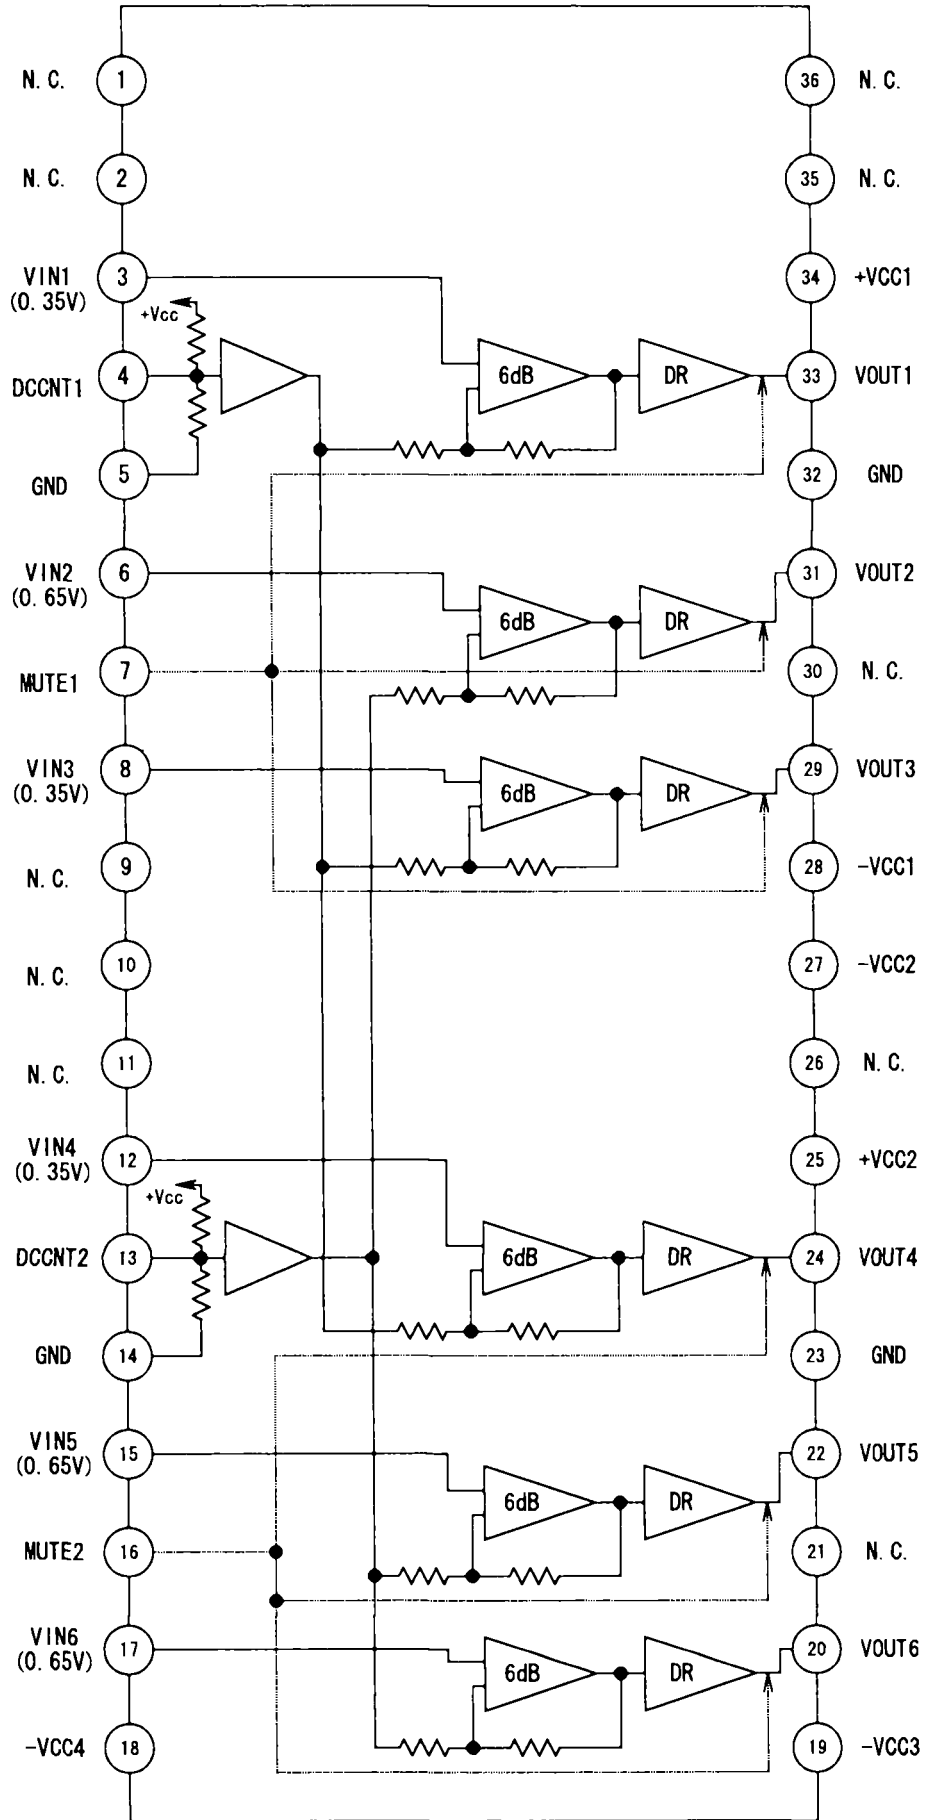 N. C. 1 36 N. C.
N. C. 2 35 N. C.
VIN1 3 34 +VCC1
(0. 35V)
+Vcc
DCCNT1 4 6dB DR 33 VOUT1
GND 5 32 GND
VIN2 6 31 VOUT2
(0. 65V)
6dB DR
MUTE1 7 30 N. C.
VIN3 8 29 VOUT3
(0. 35V)
6dB DR
N. C. 9 28 -VCC1
N. C. 10 27 -VCC2
N. C. 11 26 N. C.
VIN4 12 25 +VCC2
(0. 35V)
+Vcc
DCCNT2 13 6dB DR 24 VOUT4
GND 14 23 GND
VIN5 15 22 VOUT5
(0. 65V)
6dB DR
MUTE2 16 21 N. C.
VIN6 17 20 VOUT6
(0. 65V)
6dB DR
-VCC4 18 19 -VCC3